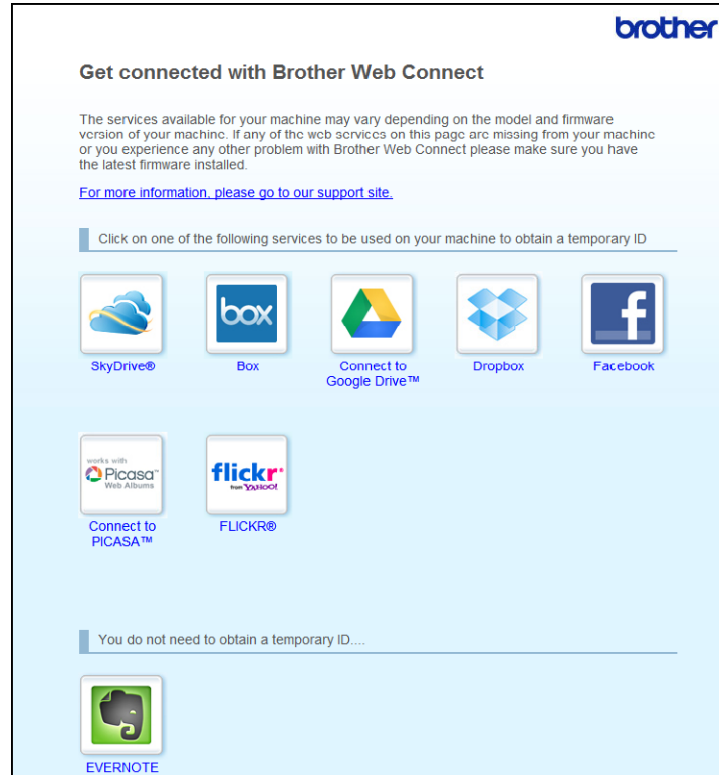 brother
Get connected with Brother Web Connect
The services available for your machine may vary depending on the model and firmware
version of your machine. If any of the web services on this page are missing from your machine
or you experience any other problem with Brother Web Connect please make sure you have
the latest firmware installed.
For more information, please go to our support site.
Click on one of the following services to be used on your machine to obtain a temporary ID
box
f
SkyDrive®
Box
Connect to
Google Drive™
Dropbox
Facebook
works with
Picasa™
Web Albums
flickr
from YAHOO!
Connect to
PICASA™
FLICKR®
You do not need to obtain a temporary ID....
EVERNOTE